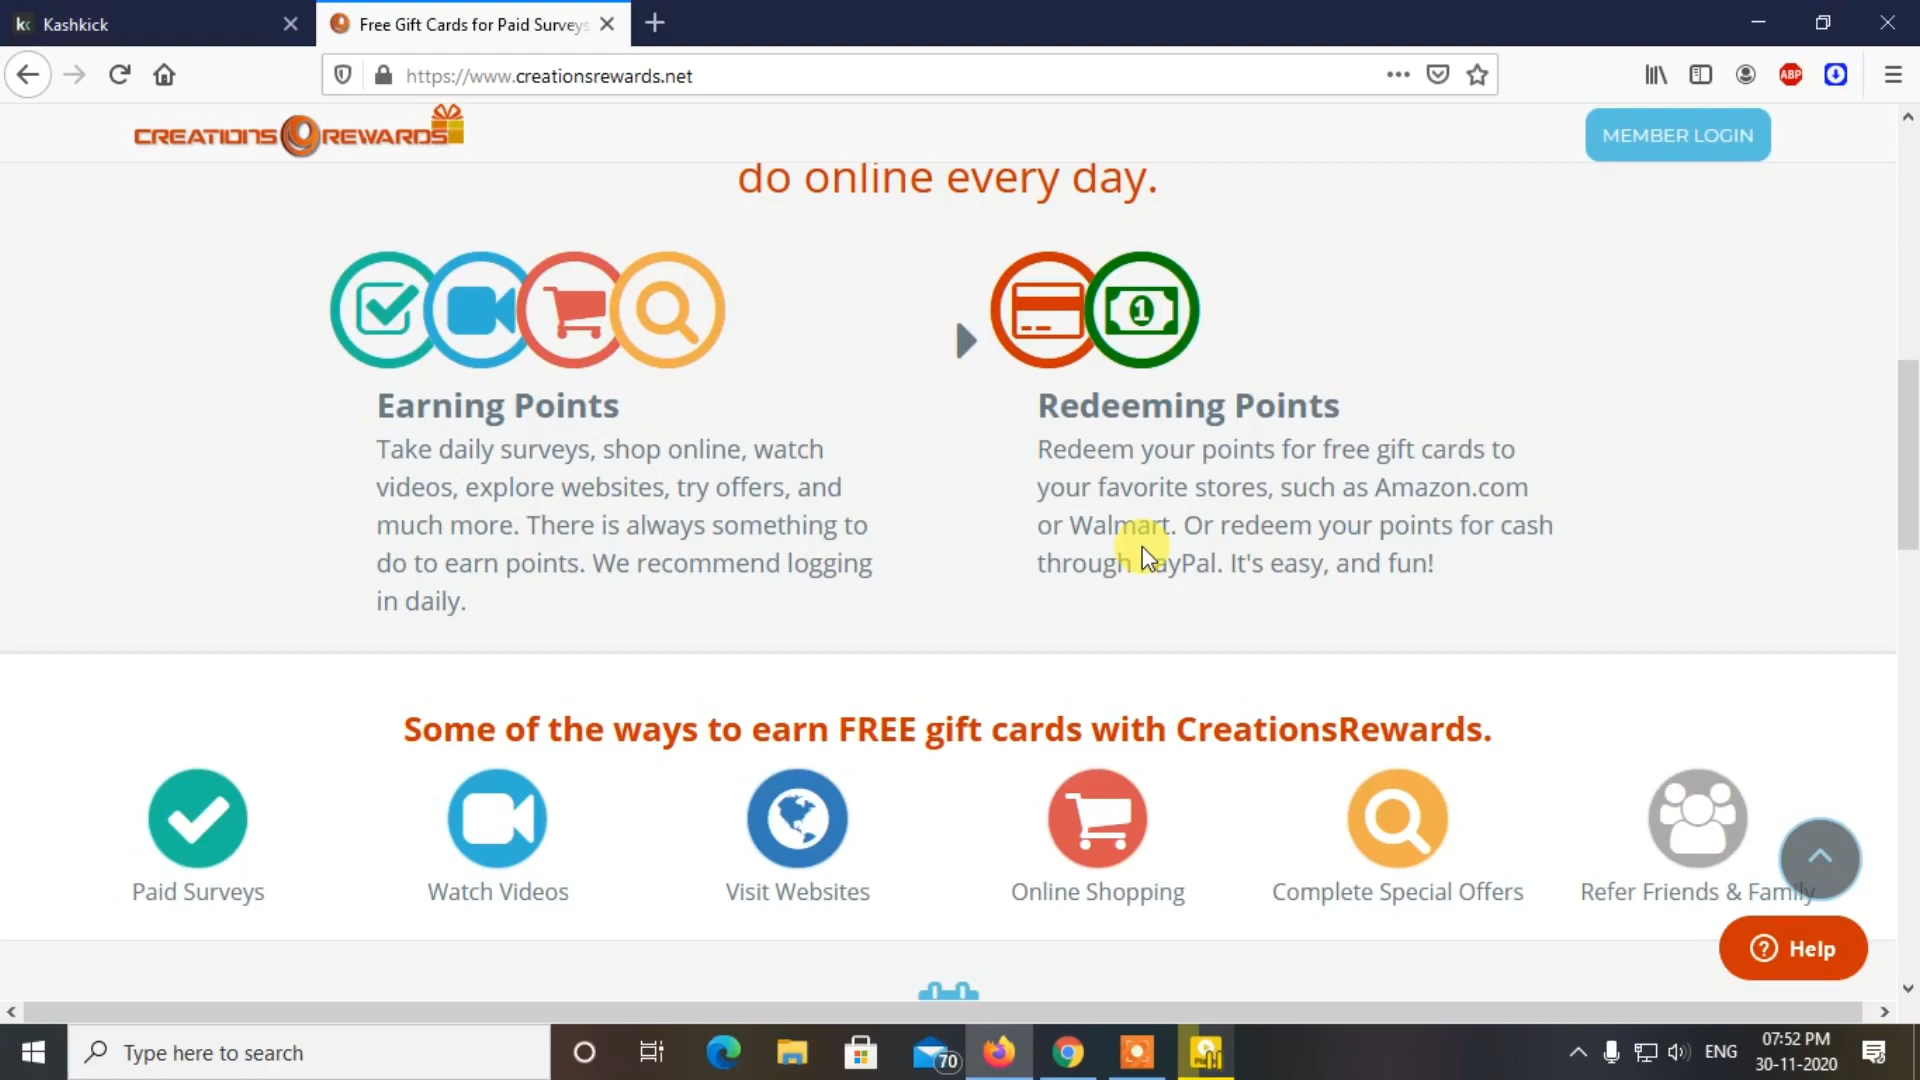 Kashkick
Free Gift Cards for Paid Surveys
https://www.creationsrewards.net
ABP
CREATIONS REWARDS
MEMBER LOGIN
do online every day.
Earning Points
Take daily surveys, shop online, watch
videos, explore websites, try offers, and
much more. There is always something to
do to earn points. We recommend logging
in daily.
Redeeming Points
Redeem your points for free gift cards to
your favorite stores, such as Amazon.com
or Walmart. Or redeem your points for cash
through PayPal. It's easy, and fun!
Some of the ways to earn FREE gift cards with CreationsRewards.
Paid Surveys
Watch Videos
Visit Websites
Online Shopping
Complete Special Offers
Refer Friends & Family
Help
Type here to search
70
ENG
07:52 PM
30-11-2020